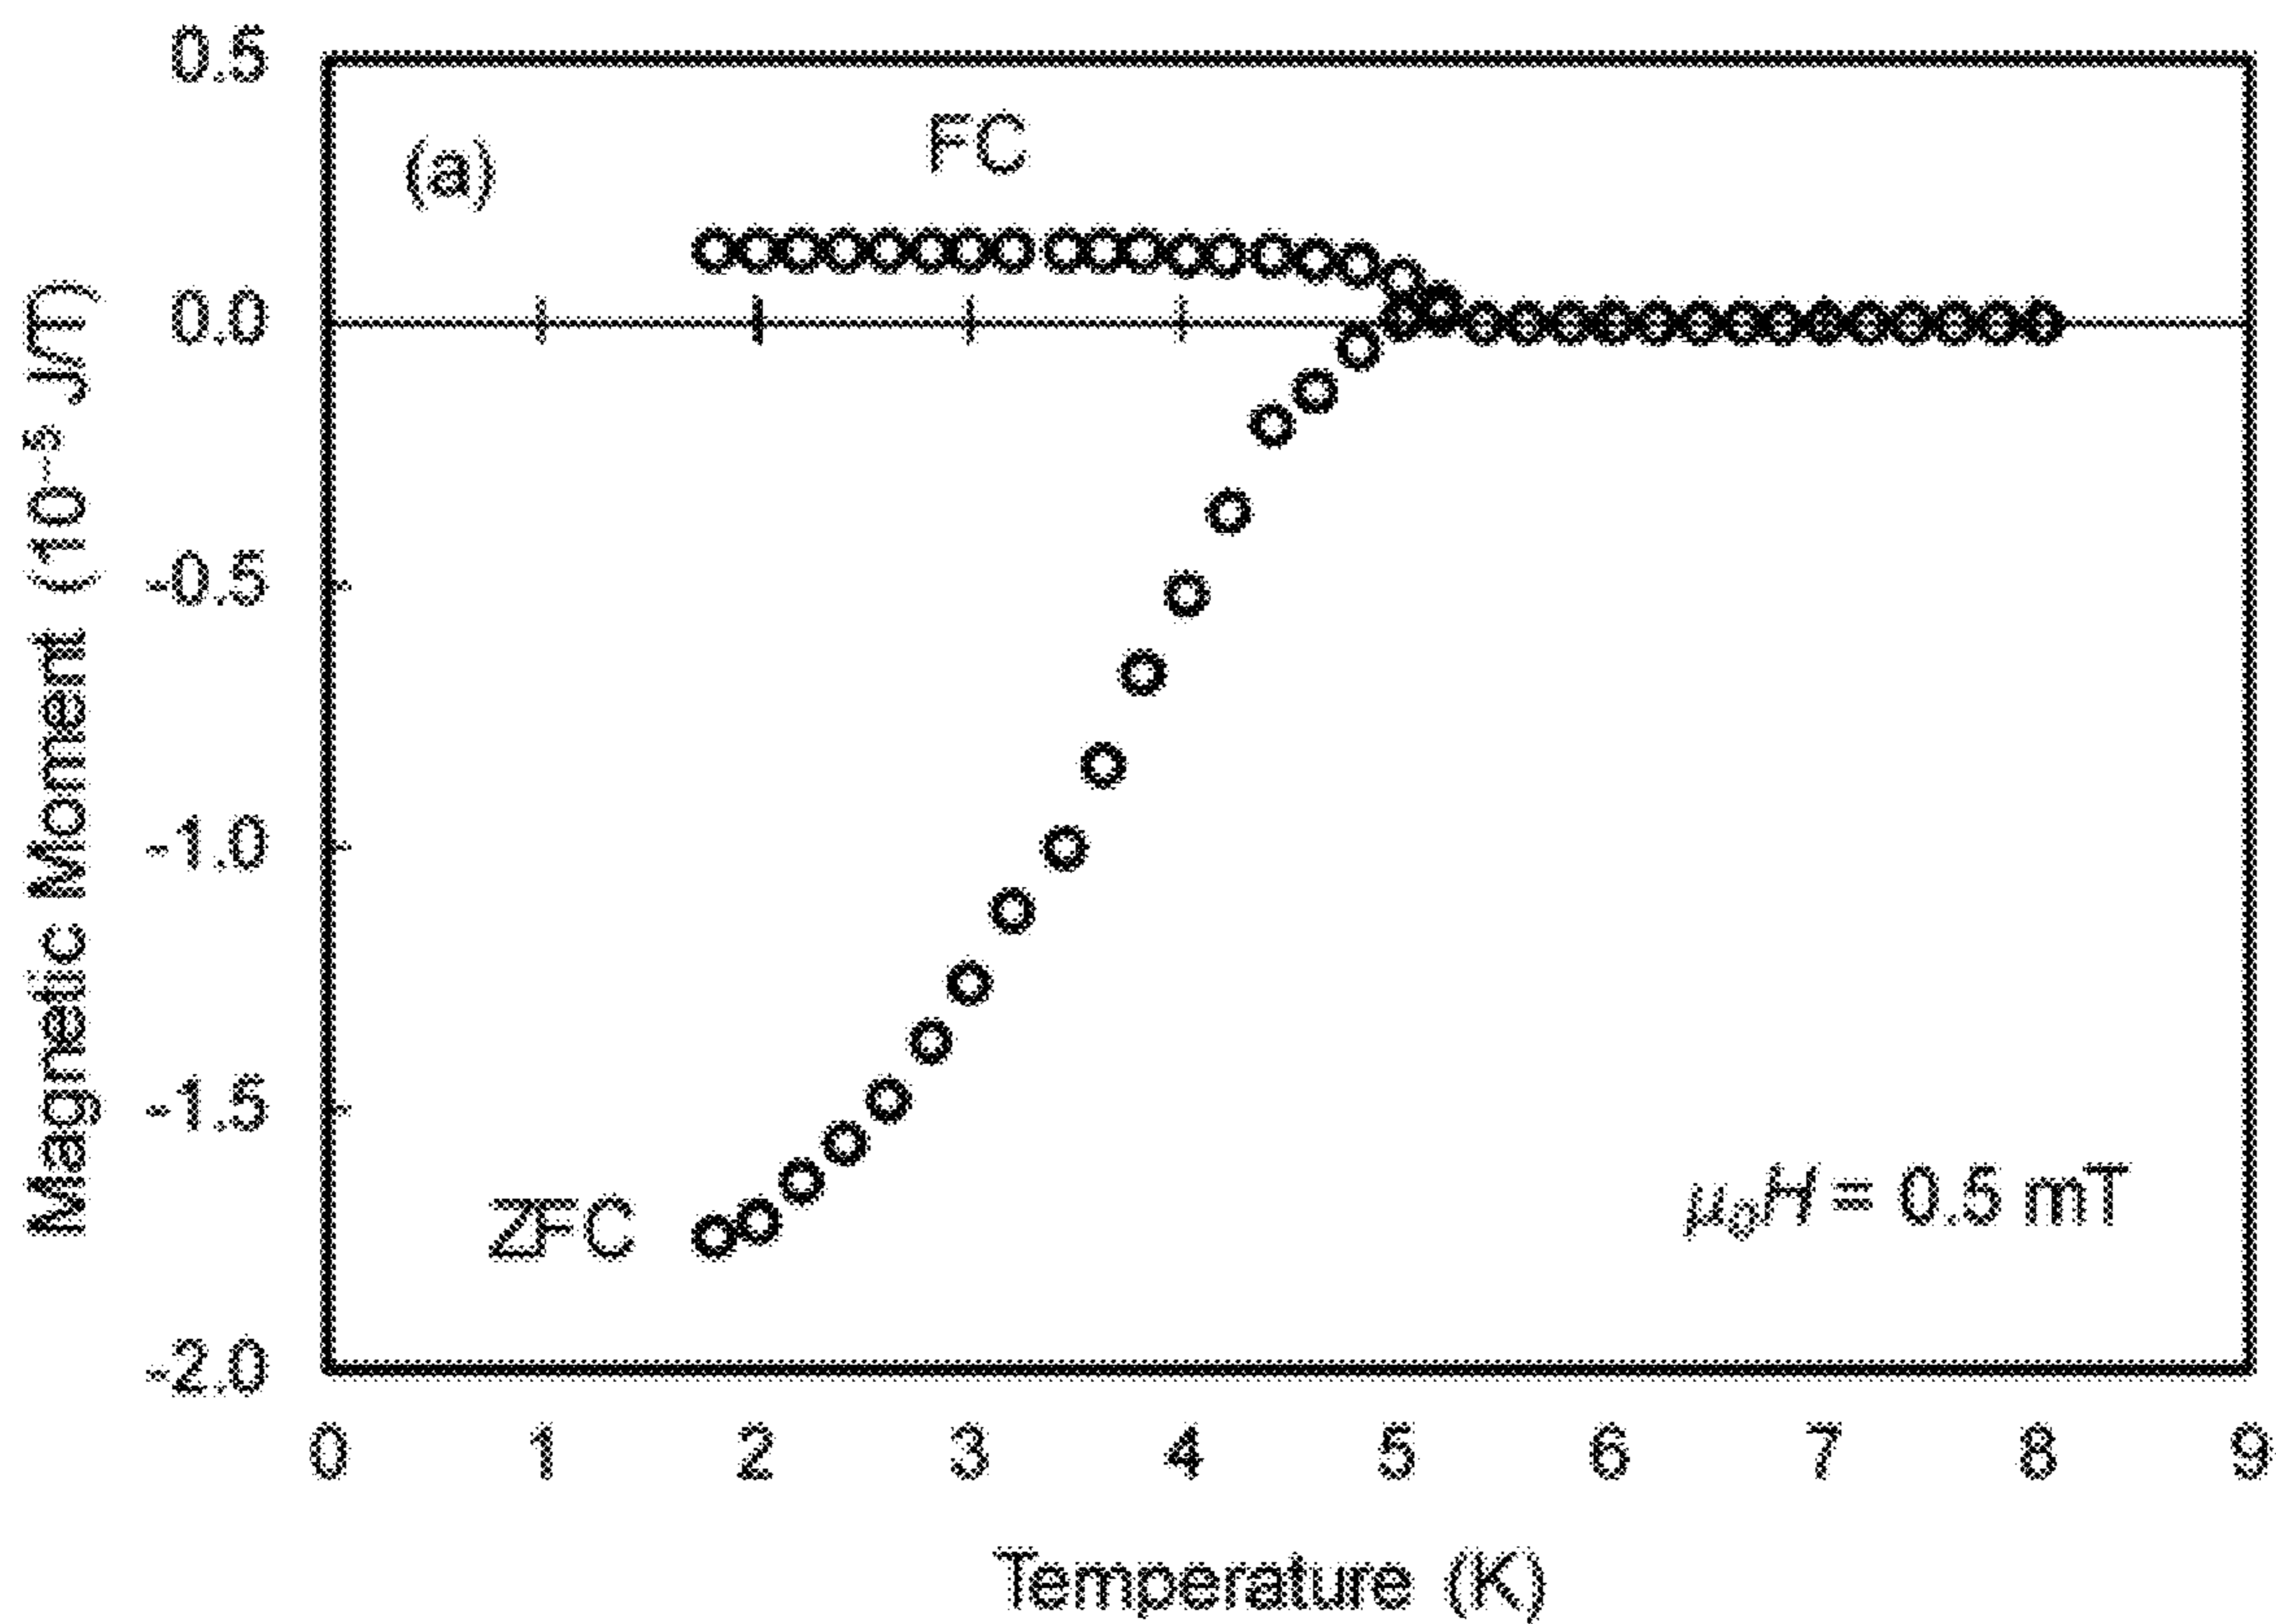 0.5
(a)
FC
0.0
-0.5
-1.0
-1.5
-2.0
Magnetic Moment (10⁻⁵ J/T)
ZFC
μ₀H = 0.5 mT
0 1 2 3 4 5 6 7 8 9
Temperature (K)